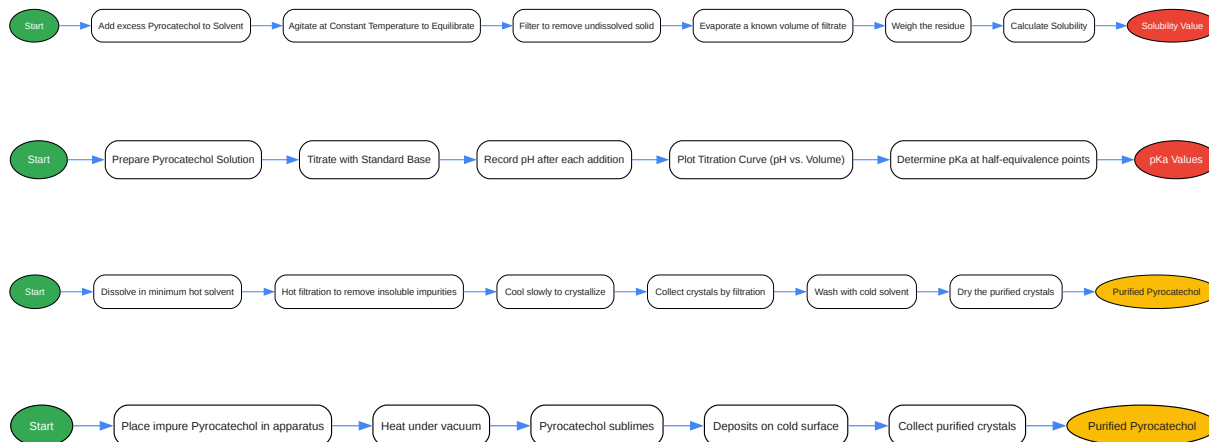 Start
Add excess Pyrocatechol to Solvent
Agitate at Constant Temperature to Equilibrate
Filter to remove undissolved solid
Evaporate a known volume of filtrate
Weigh the residue
Calculate Solubility
Solubility Value
Start
Prepare Pyrocatechol Solution
Titrate with Standard Base
Record pH after each addition
Plot Titration Curve (pH vs. Volume)
Determine pKa at half-equivalence points
pKa Values
Start
Dissolve in minimum hot solvent
Hot filtration to remove insoluble impurities
Cool slowly to crystallize
Collect crystals by filtration
Wash with cold solvent
Dry the purified crystals
Purified Pyrocatechol
Start
Place impure Pyrocatechol in apparatus
Heat under vacuum
Pyrocatechol sublimes
Deposits on cold surface
Collect purified crystals
Purified Pyrocatechol